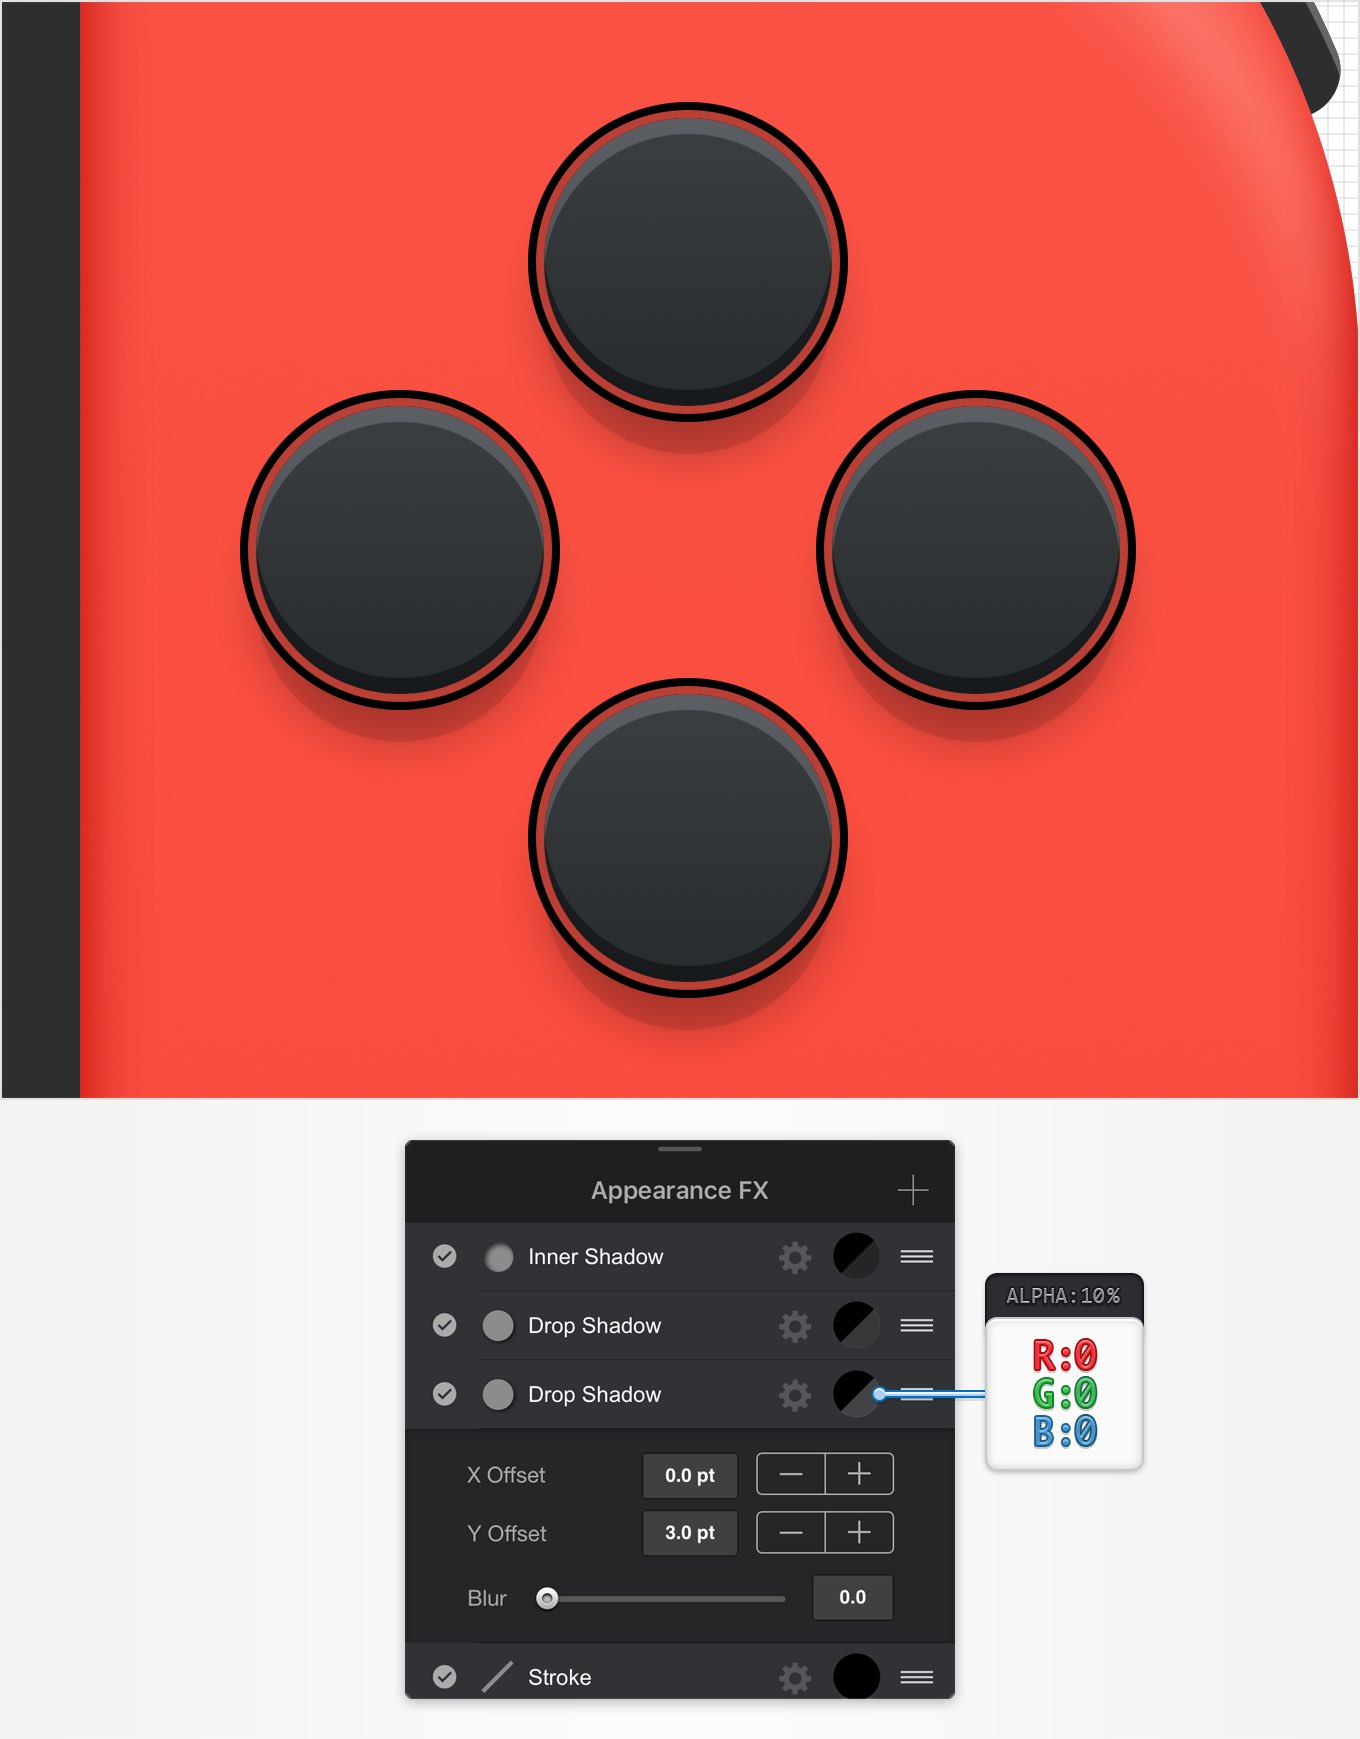 Appearance FX
Inner Shadow
Drop Shadow
Drop Shadow
ALPHA:10%
R:0
G:0
B:0
X Offset 0.0 pt
Y Offset 3.0 pt
Blur 0.0
Stroke